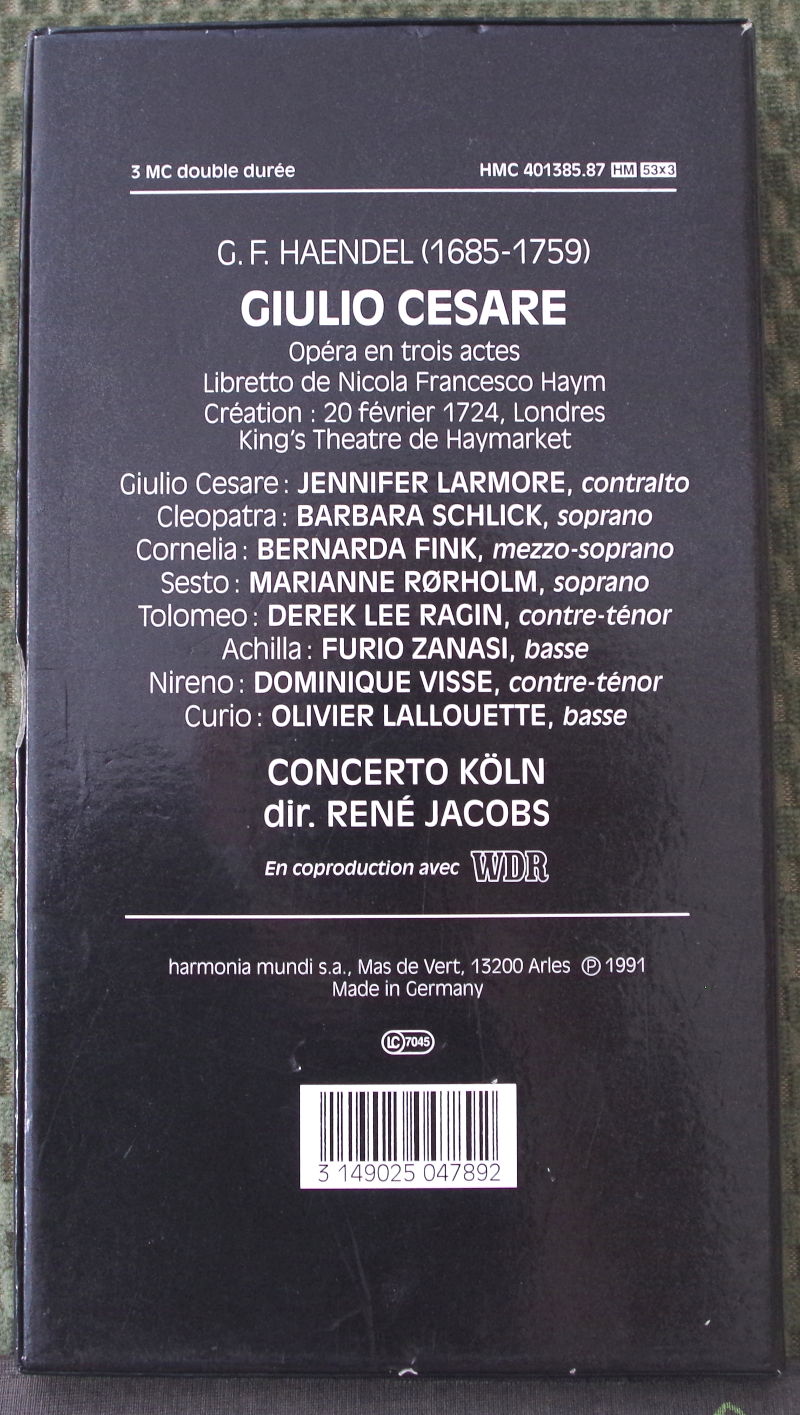 3 MC double durée HMC 401385.87 HM 53x3
G. F. HAENDEL (1685-1759)
GIULIO CESARE
Opéra en trois actes
Libretto de Nicola Francesco Haym
Création : 20 février 1724, Londres
King's Theatre de Haymarket
Giulio Cesare : JENNIFER LARMORE, contralto
Cleopatra : BARBARA SCHLICK, soprano
Cornelia : BERNARDA FINK, mezzo-soprano
Sesto : MARIANNE RØRHOLM, soprano
Tolomeo : DEREK LEE RAGIN, contre-ténor
Achilla : FURIO ZANASI, basse
Nireno : DOMINIQUE VISSE, contre-ténor
Curio : OLIVIER LALLOUETTE, basse
CONCERTO KÖLN
dir. RENÉ JACOBS
En coproduction avec WDR
harmonia mundi s.a., Mas de Vert, 13200 Arles ℗ 1991
Made in Germany
LC 7045
3 149025 047892